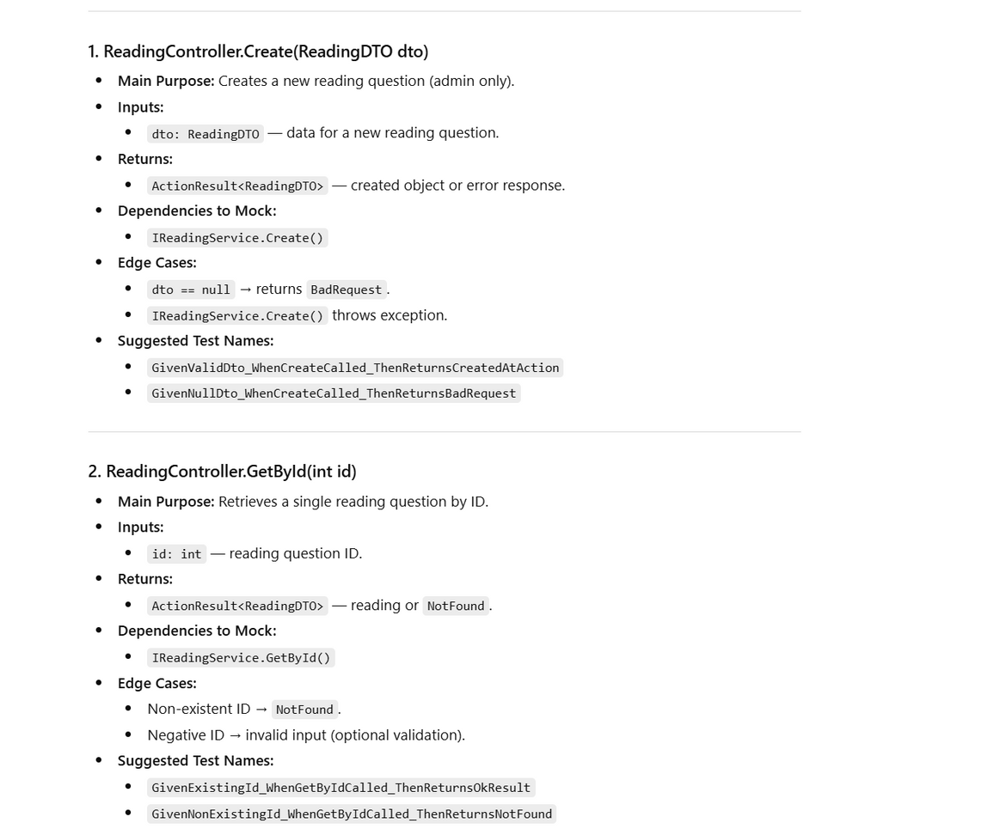 1. ReadingController.Create(ReadingDTO dto)
• Main Purpose: Creates a new reading question (admin only).
• Inputs:
• dto: ReadingDTO — data for a new reading question.
• Returns:
• ActionResult<ReadingDTO> — created object or error response.
• Dependencies to Mock:
• IReadingService.Create()
• Edge Cases:
• dto == null → returns BadRequest.
• IReadingService.Create() throws exception.
• Suggested Test Names:
• GivenValidDto_WhenCreateCalled_ThenReturnsCreatedAtAction
• GivenNullDto_WhenCreateCalled_ThenReturnsBadRequest
2. ReadingController.GetById(int id)
• Main Purpose: Retrieves a single reading question by ID.
• Inputs:
• id: int — reading question ID.
• Returns:
• ActionResult<ReadingDTO> — reading or NotFound.
• Dependencies to Mock:
• IReadingService.GetById()
• Edge Cases:
• Non-existent ID → NotFound.
• Negative ID → invalid input (optional validation).
• Suggested Test Names:
• GivenExistingId_WhenGetByIdCalled_ThenReturnsOkResult
• GivenNonExistingId_WhenGetByIdCalled_ThenReturnsNotFound